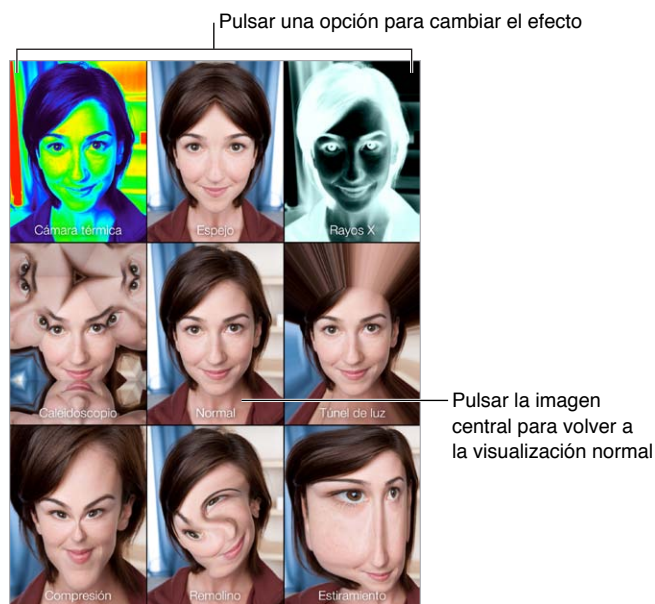 Pulsar una opción para cambiar el efecto
Cámara térmica
Espejo
Rayos X
Caleidoscopio
Normal
Túnel de luz
Pulsar la imagen
central para volver a
la visualización normal
Compresión
Remolino
Estiramiento